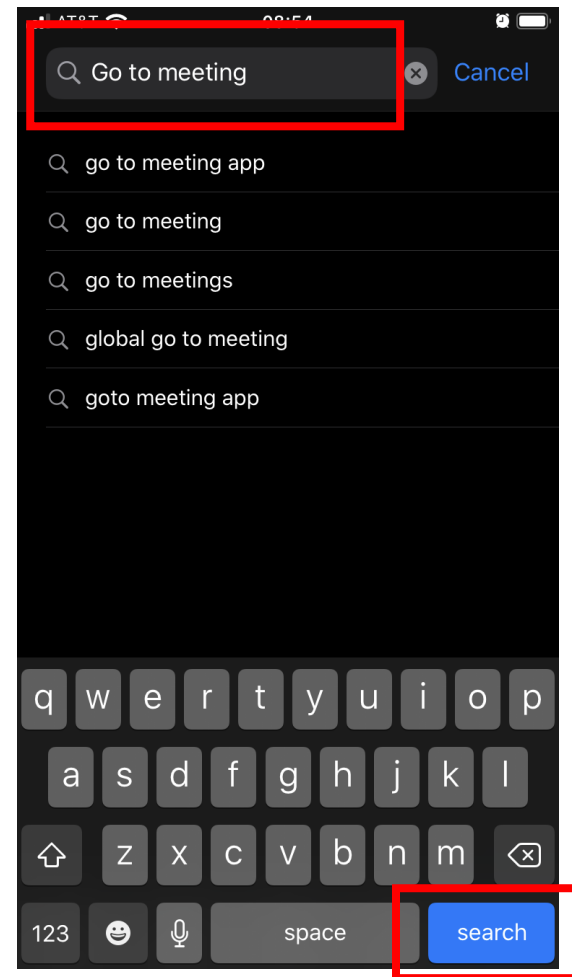 Go to meeting Cancel
go to meeting app
go to meeting
go to meetings
global go to meeting
goto meeting app
q w e r t y u i o p
a s d f g h j k l
z x c v b n m
123 space search